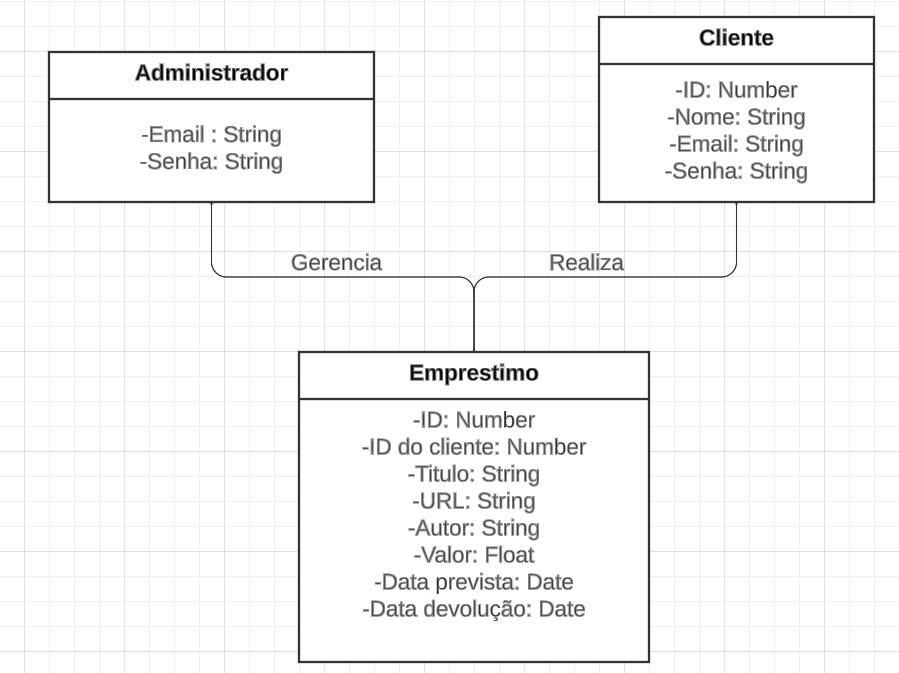 Administrador
-Email : String
-Senha: String
Cliente
-ID: Number
-Nome: String
-Email: String
-Senha: String
Gerencia
Realiza
Emprestimo
-ID: Number
-ID do cliente: Number
-Titulo: String
-URL: String
-Autor: String
-Valor: Float
-Data prevista: Date
-Data devolução: Date